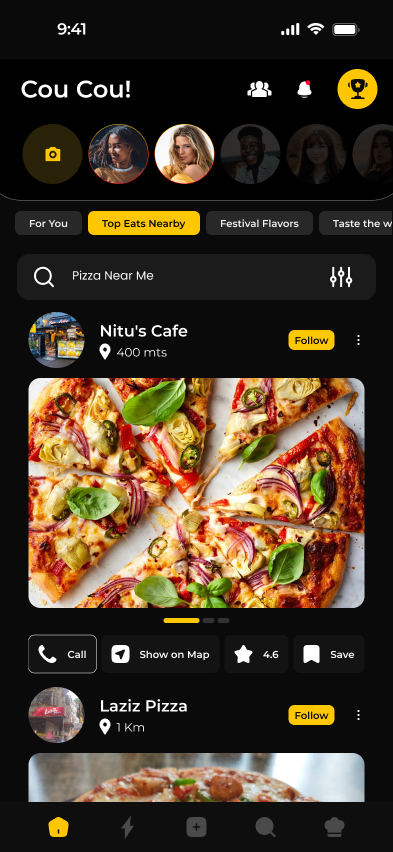 9:41
Cou Cou!
For You
Top Eats Nearby
Festival Flavors
Taste the w
Pizza Near Me
Nitu's Cafe
400 mts
Follow
Call
Show on Map
4.6
Save
Laziz Pizza
1 Km
Follow